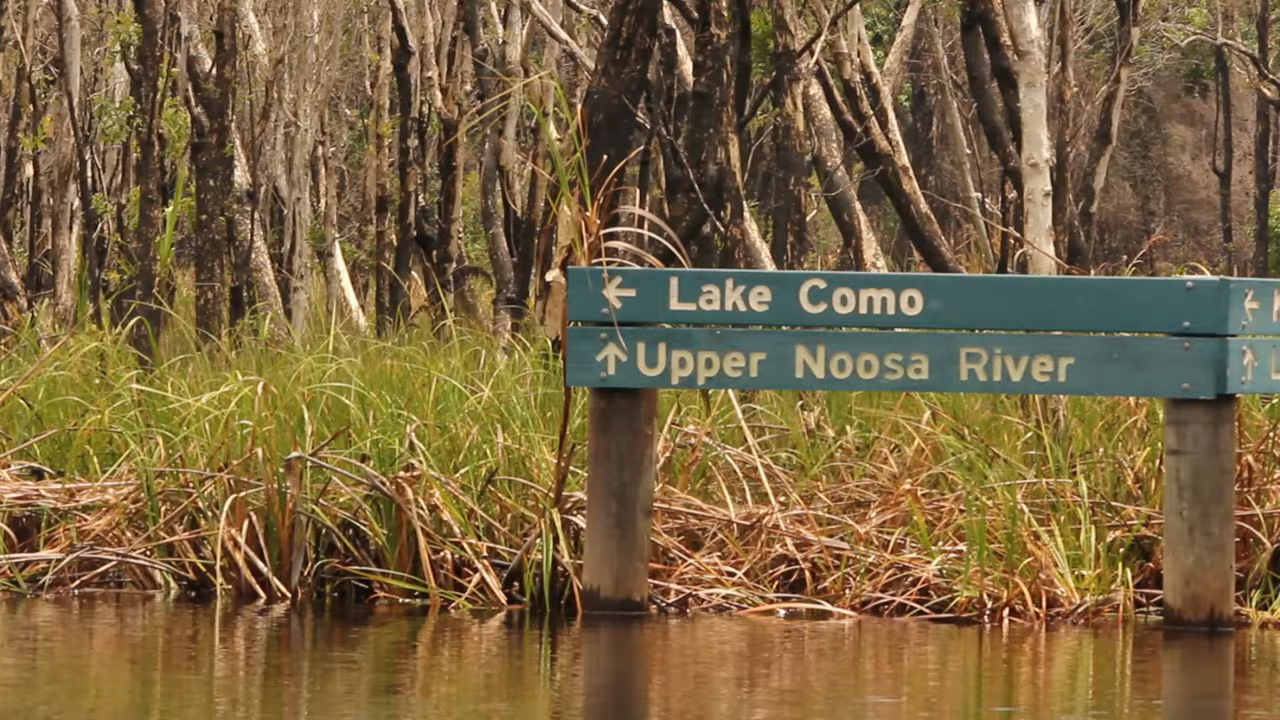 ← Lake Como
↑ Upper Noosa River
←
↑ L